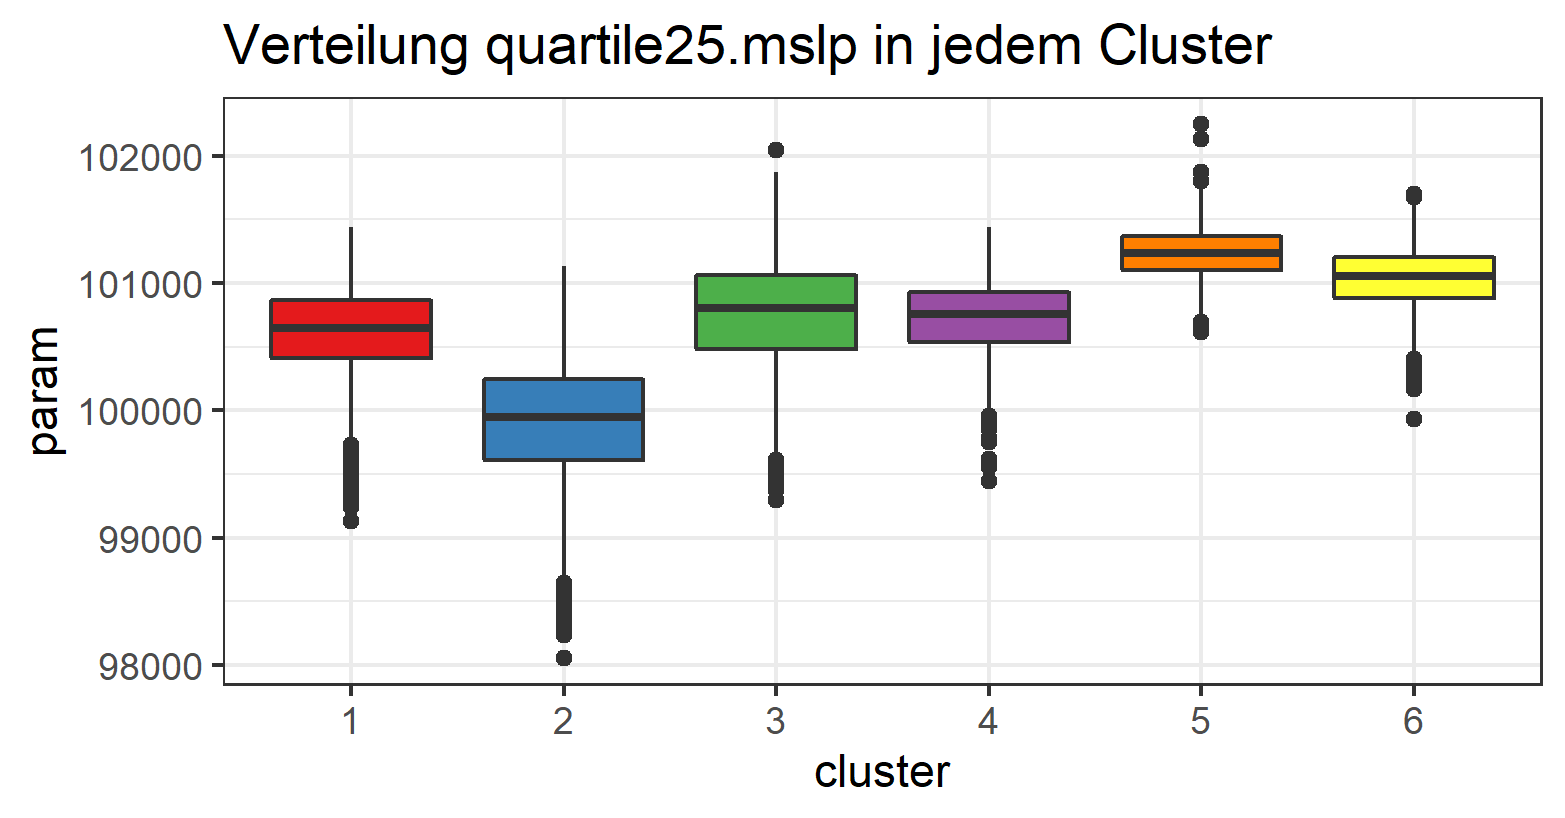 Verteilung quartile25.mslp in jedem Cluster
param
102000
101000
100000
99000
98000
1 2 3 4 5 6
cluster